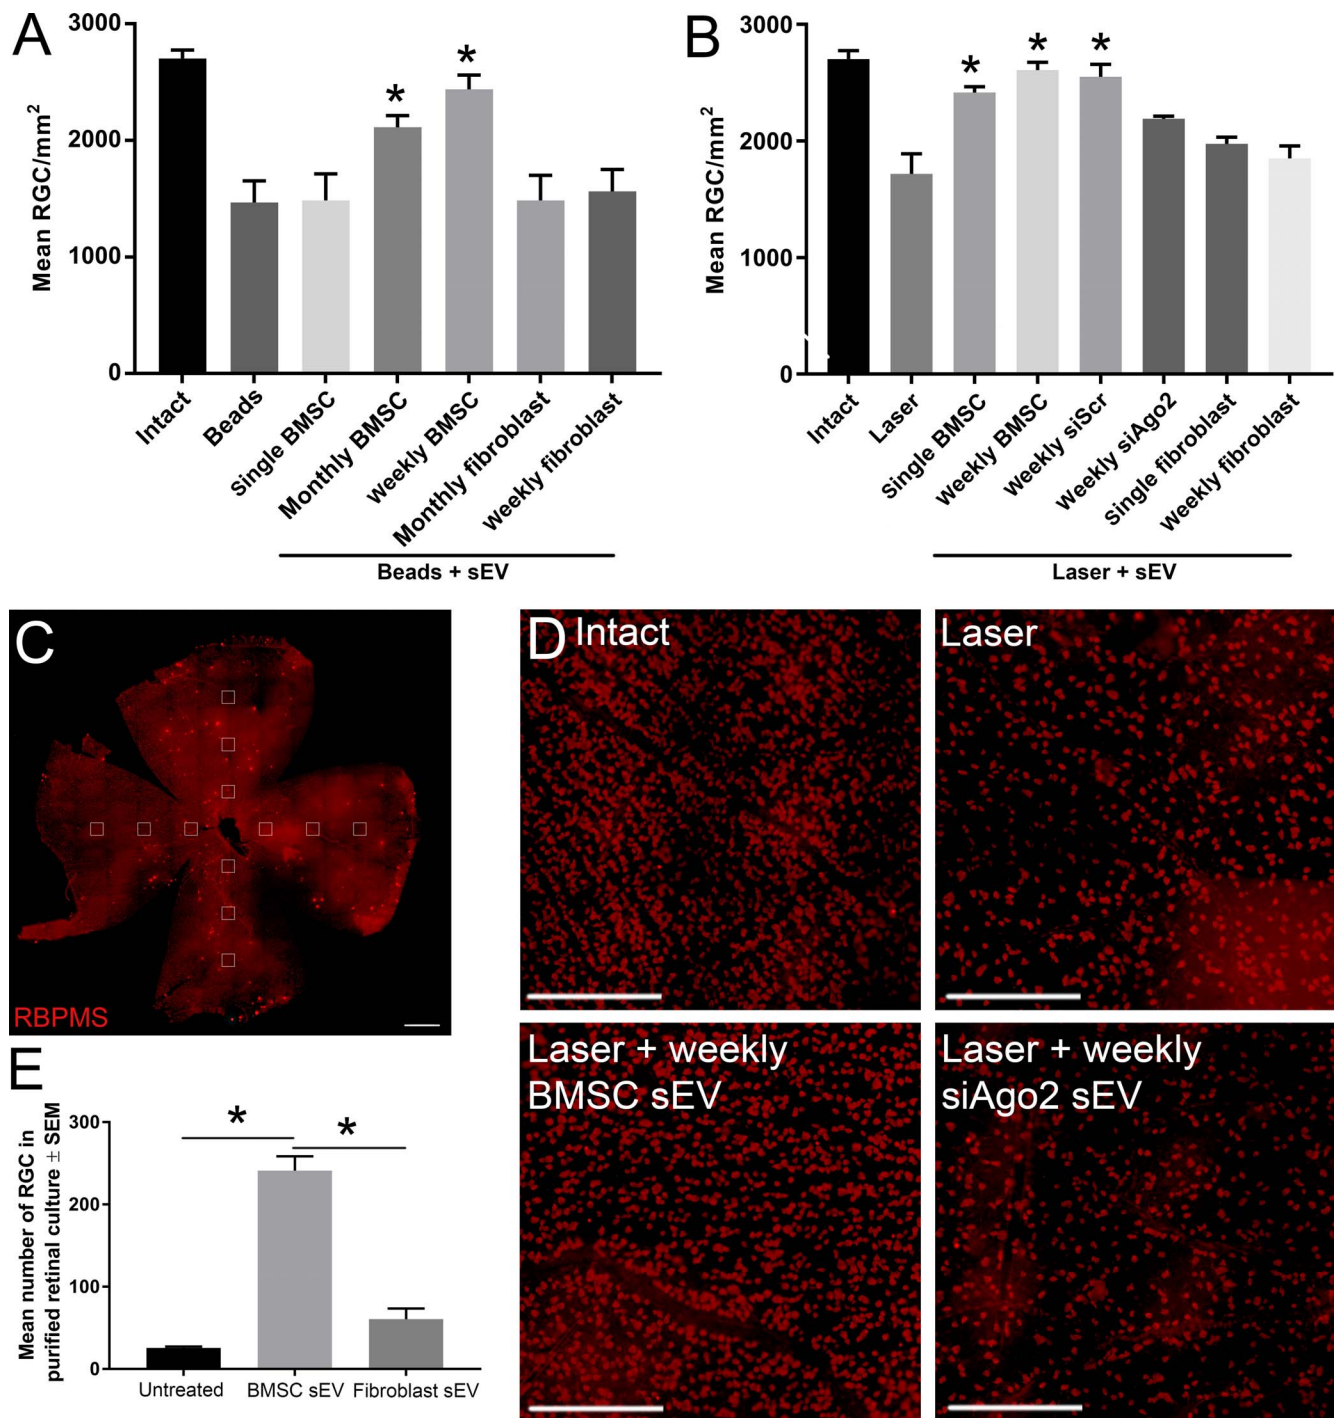 A
3000
2000
1000
0
Mean RGC/mm²
*
*
Intact
Beads
Single BMSC
Monthly BMSC
Weekly BMSC
Monthly fibroblast
Weekly fibroblast
Beads + sEV
B
3000
2000
1000
0
Mean RGC/mm²
*
*
*
Intact
Laser
Single BMSC
Weekly BMSC
Weekly siScr
Weekly siAgo2
Single fibroblast
Weekly fibroblast
Laser + sEV
C
RBPMS
D
Intact
Laser
Laser + weekly
BMSC sEV
Laser + weekly
siAgo2 sEV
E
300
200
100
0
Mean number of RGC in
purified retinal culture ± SEM
*
*
Untreated
BMSC sEV
Fibroblast sEV